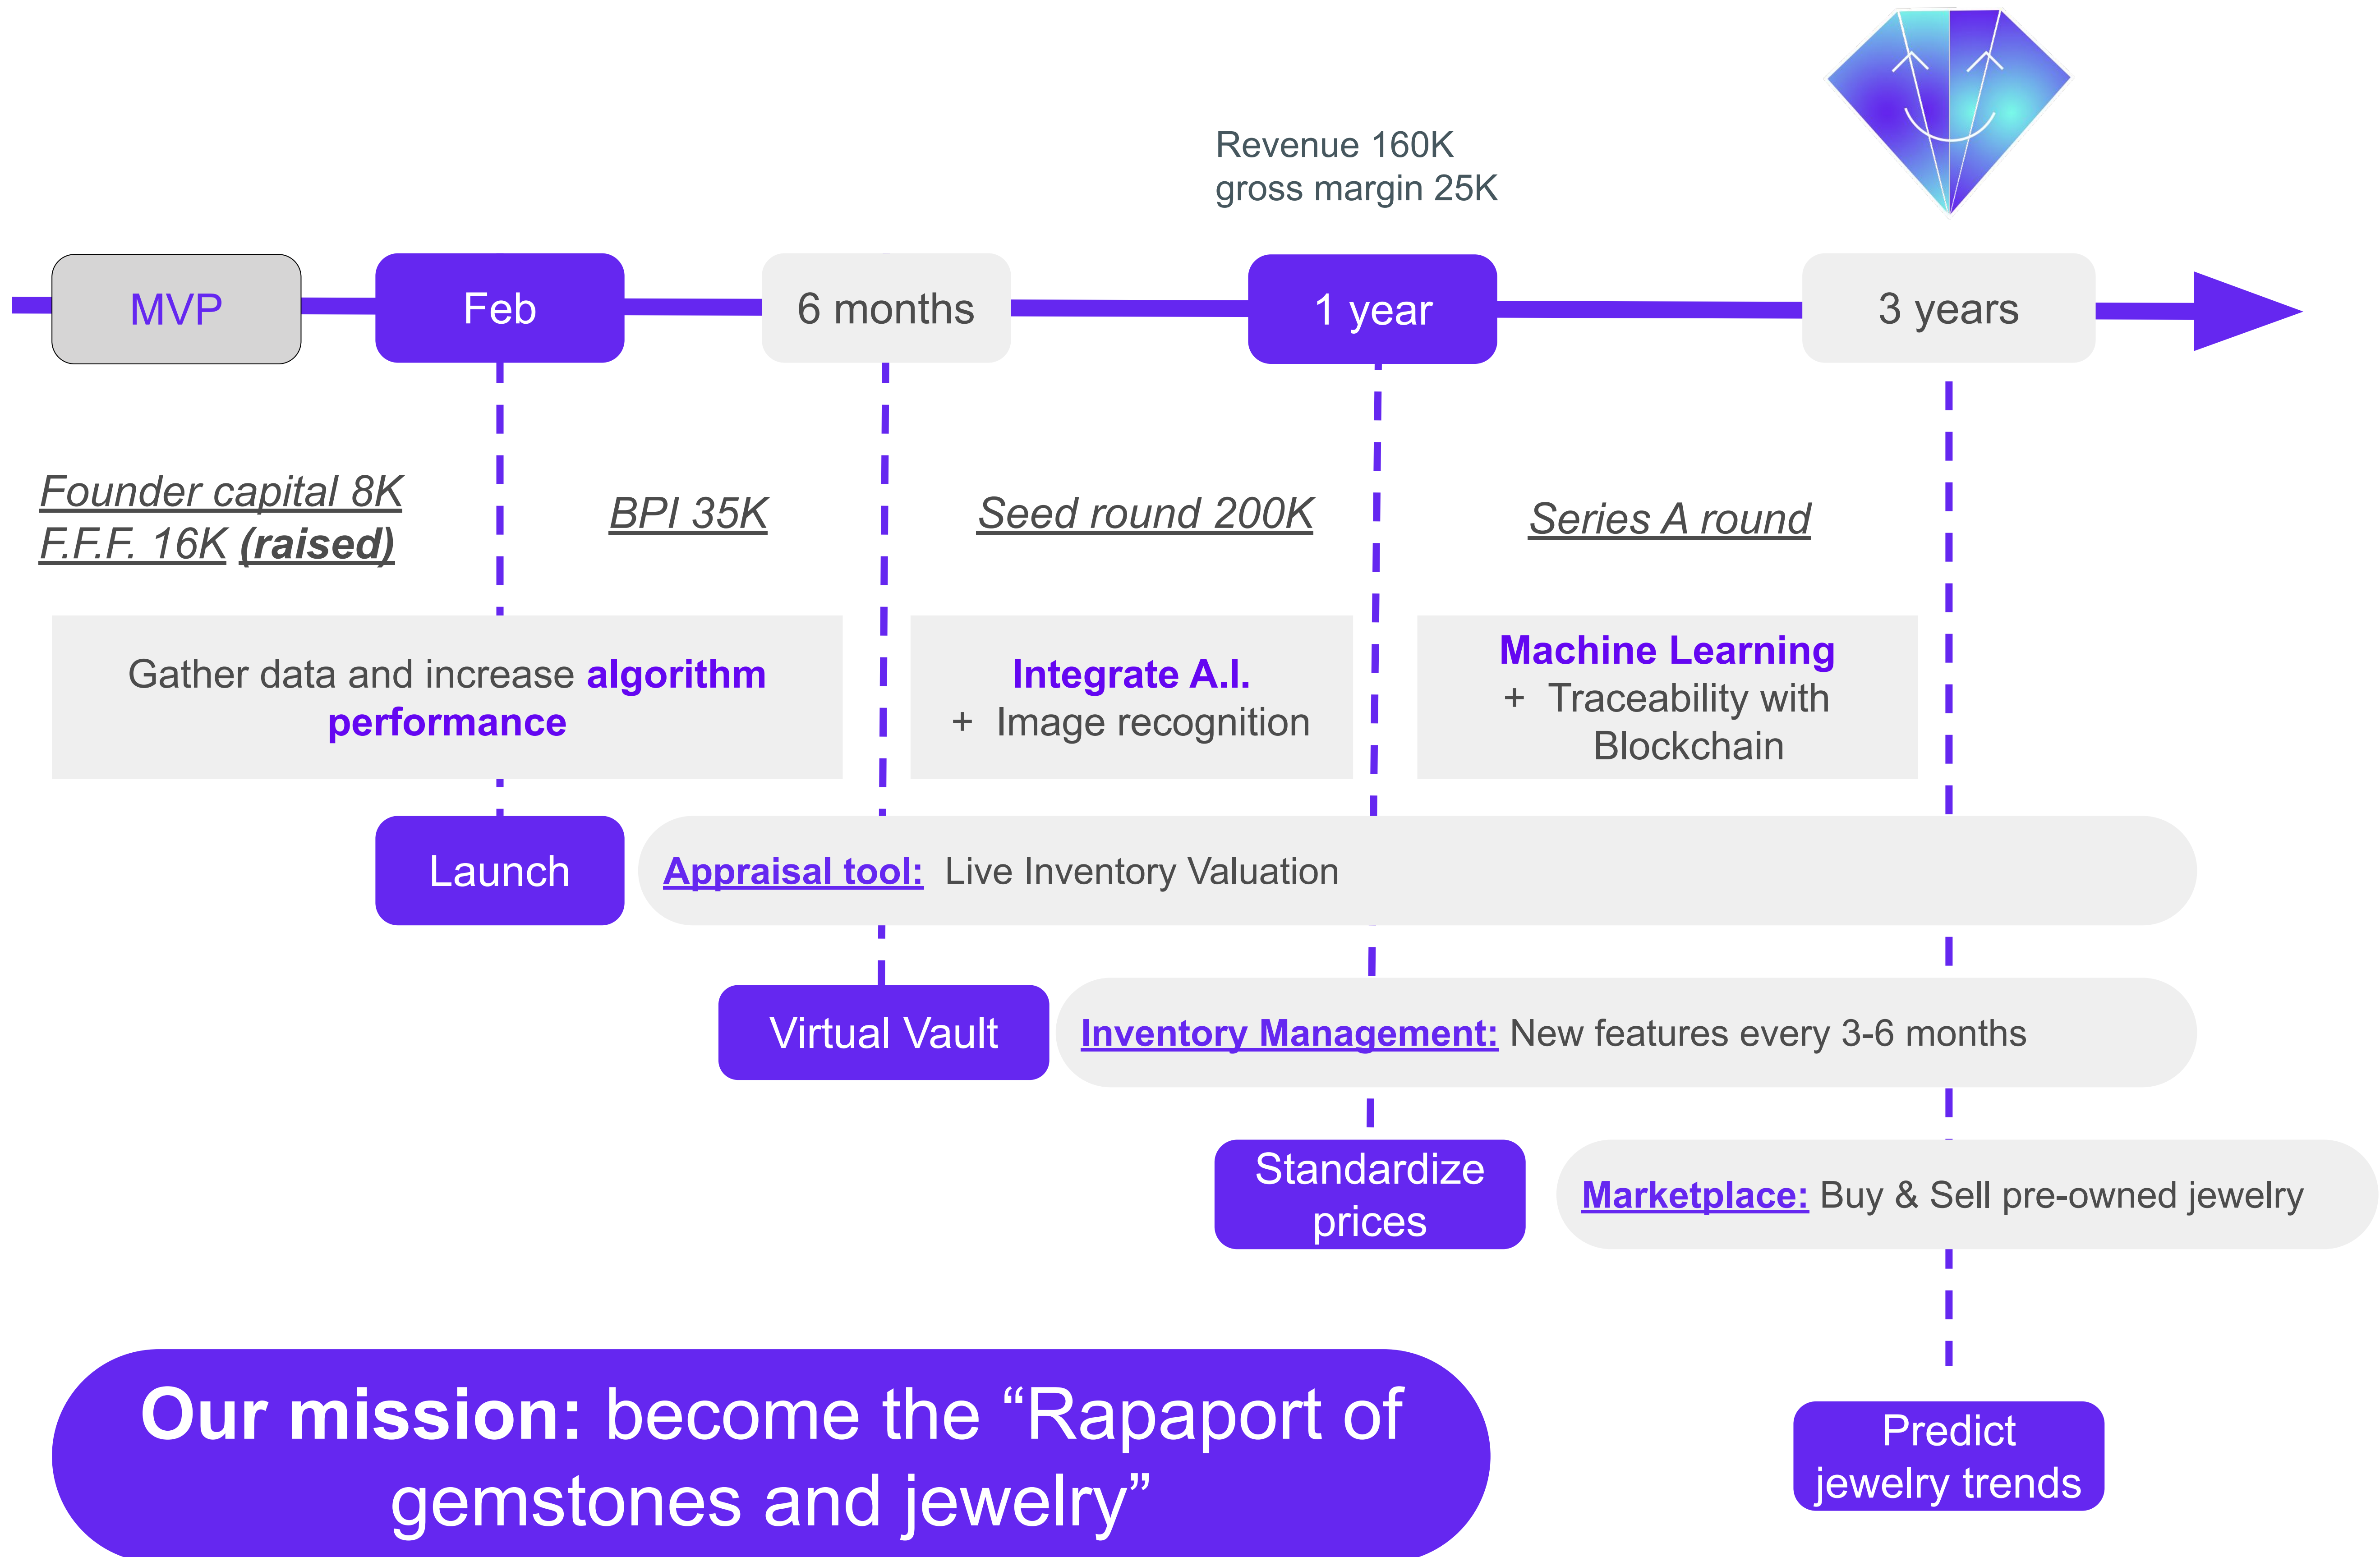 Revenue 160K
gross margin 25K
MVP
Feb
6 months
1 year
3 years
Founder capital 8K
F.F.F. 16K (raised)
BPI 35K
Seed round 200K
Series A round
Gather data and increase algorithm
performance
Integrate A.I.
+ Image recognition
Machine Learning
+ Traceability with
Blockchain
Launch
Appraisal tool: Live Inventory Valuation
Virtual Vault
Inventory Management: New features every 3-6 months
Standardize
prices
Marketplace: Buy & Sell pre-owned jewelry
Our mission: become the “Rapaport of
gemstones and jewelry”
Predict
jewelry trends